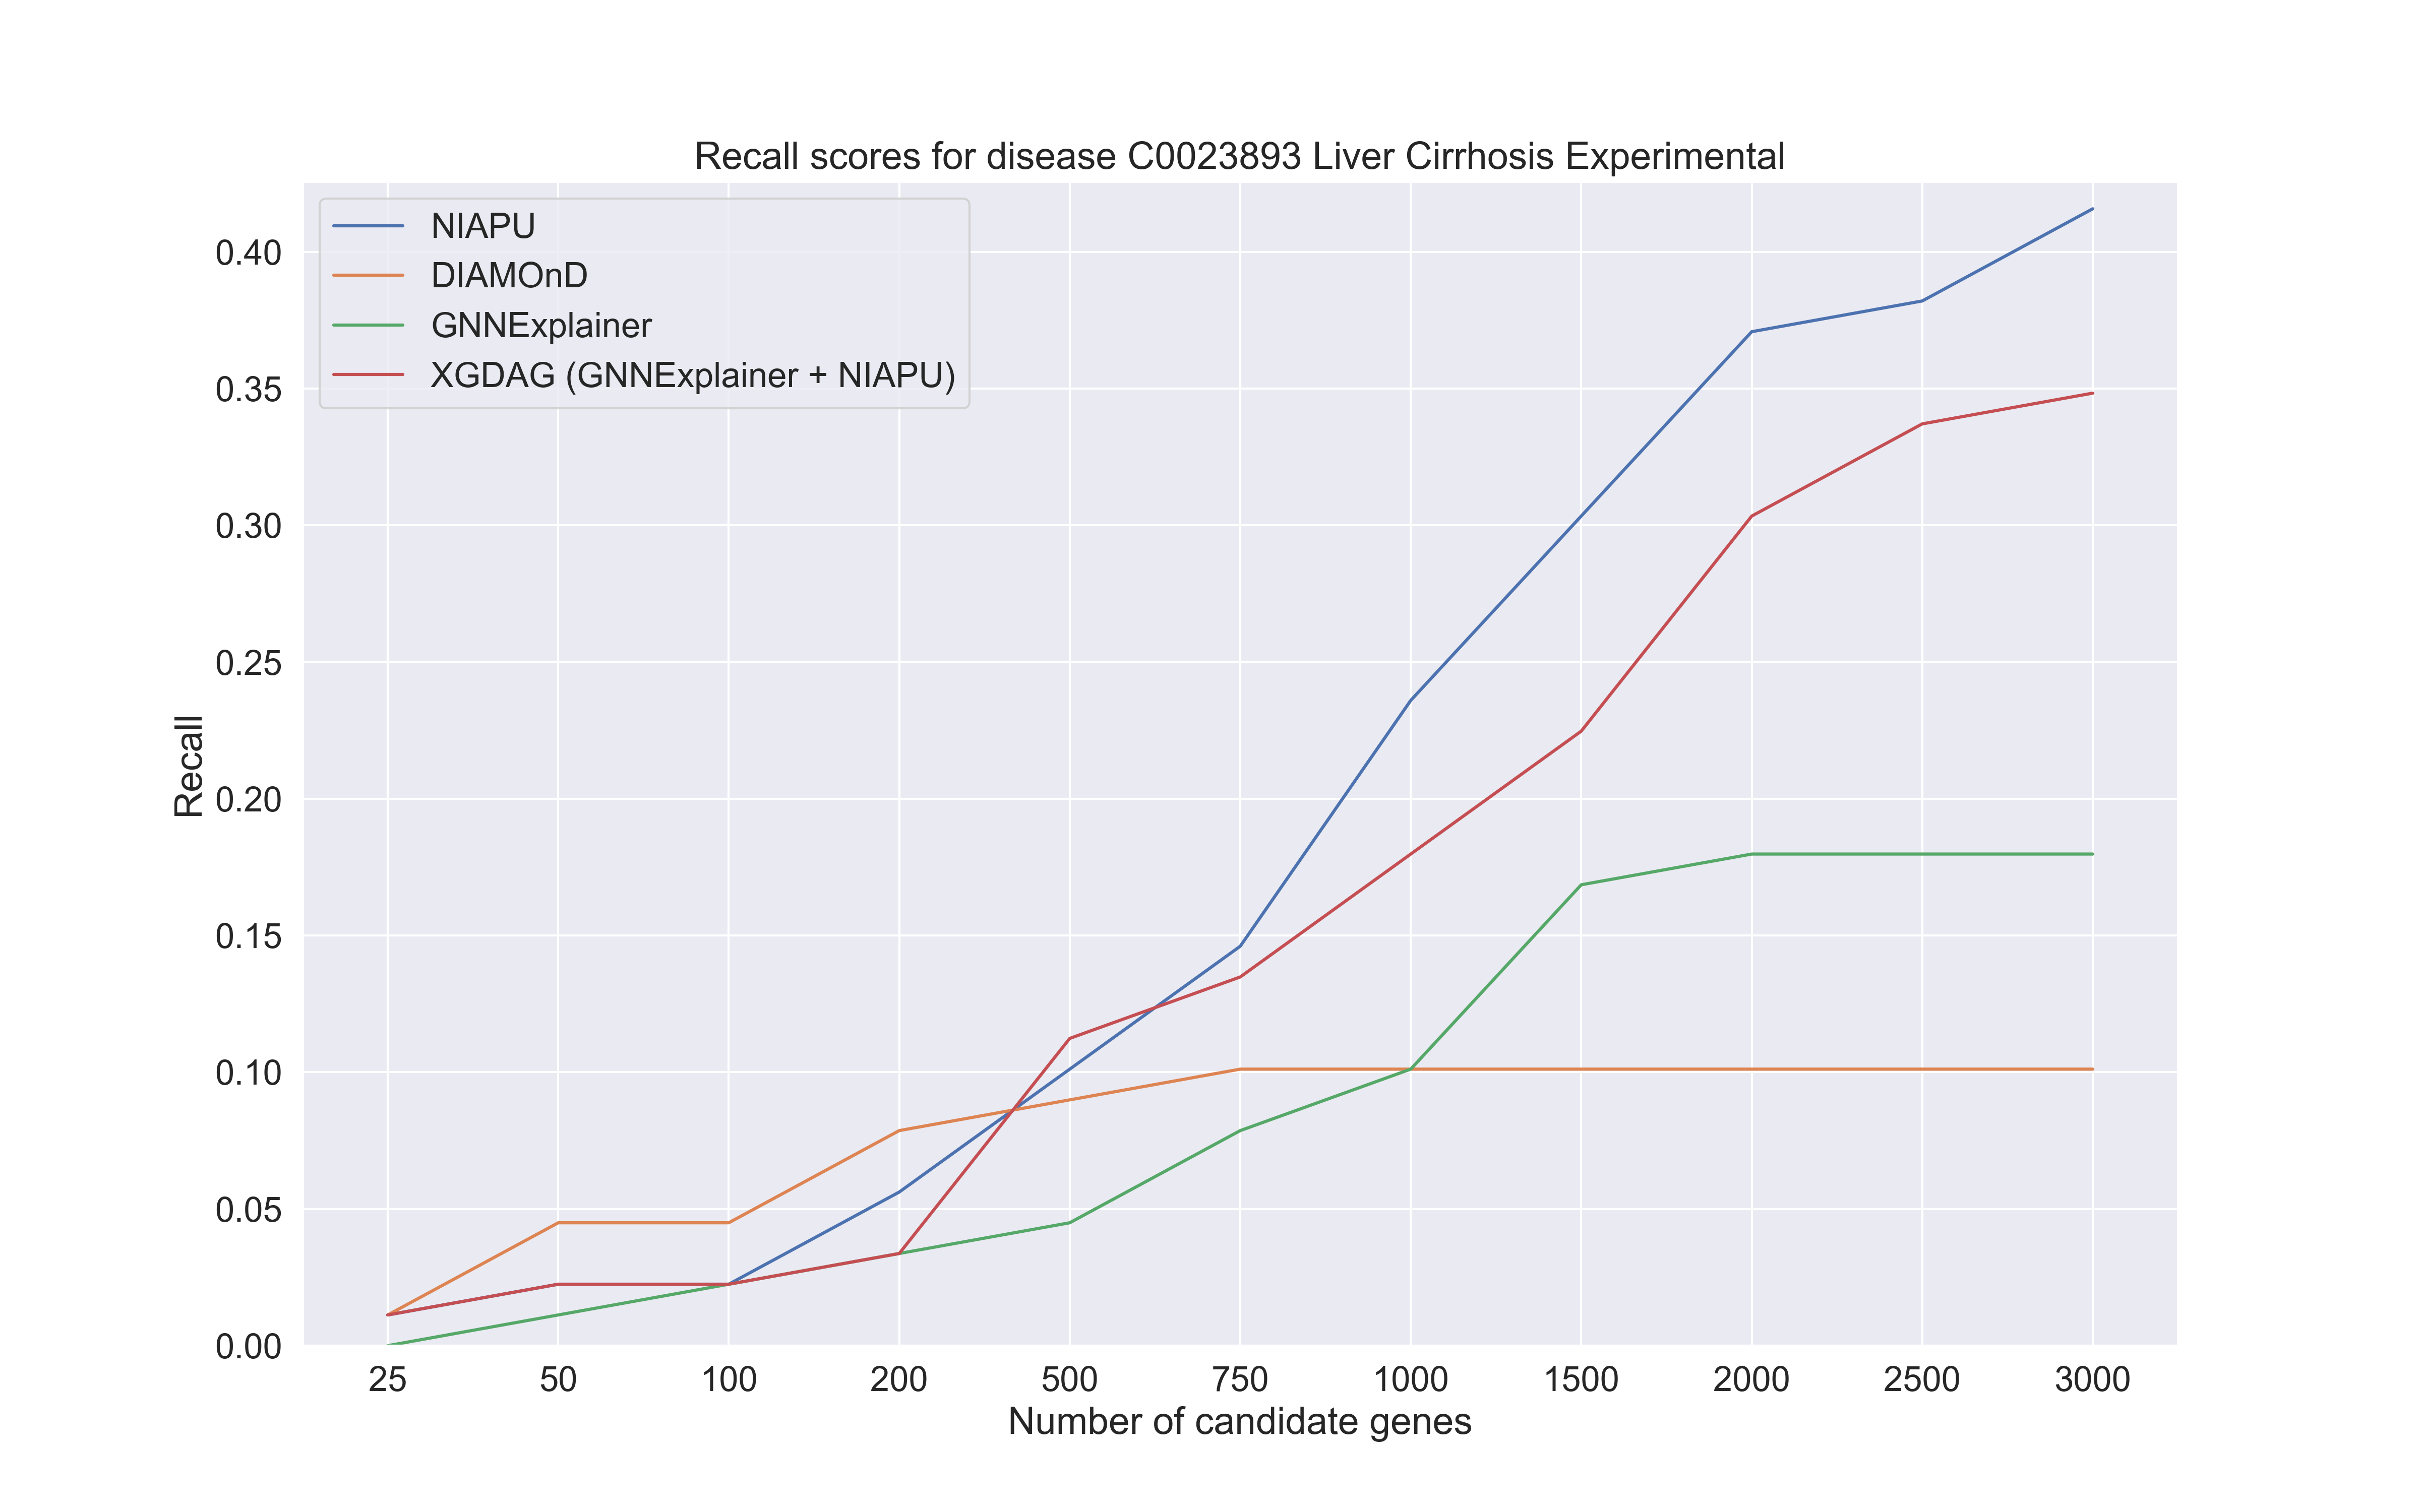 Recall scores for disease C0023893 Liver Cirrhosis Experimental
NIAPU
DIAMOnD
GNNExplainer
XGDAG (GNNExplainer + NIAPU)
0.40
0.35
0.30
0.25
0.20
0.15
0.10
0.05
0.00
Recall
25 50 100 200 500 750 1000 1500 2000 2500 3000
Number of candidate genes